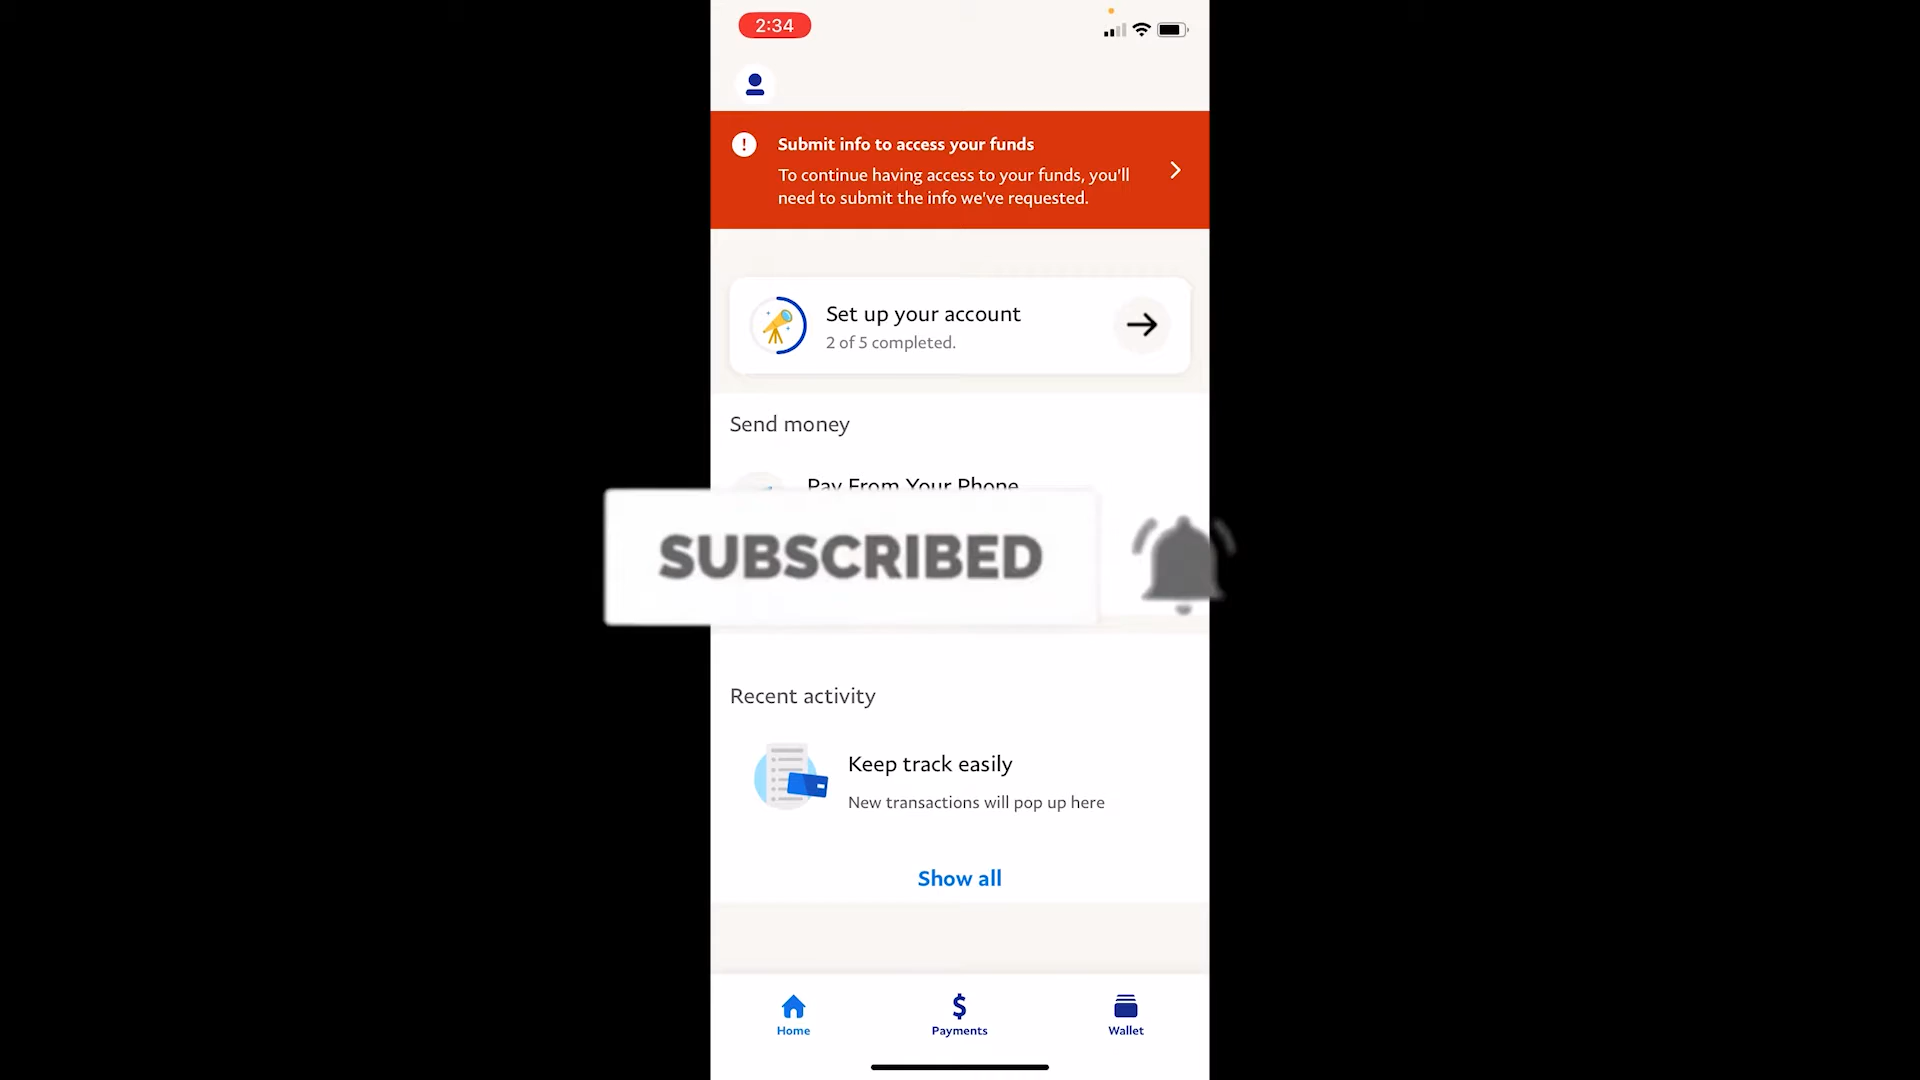 2:34
!
Submit info to access your funds
To continue having access to your funds, you'll
need to submit the info we've requested.
Set up your account
2 of 5 completed.
Send money
Pay From Your Phone
SUBSCRIBED
Recent activity
Keep track easily
New transactions will pop up here
Show all
Home
Payments
Wallet